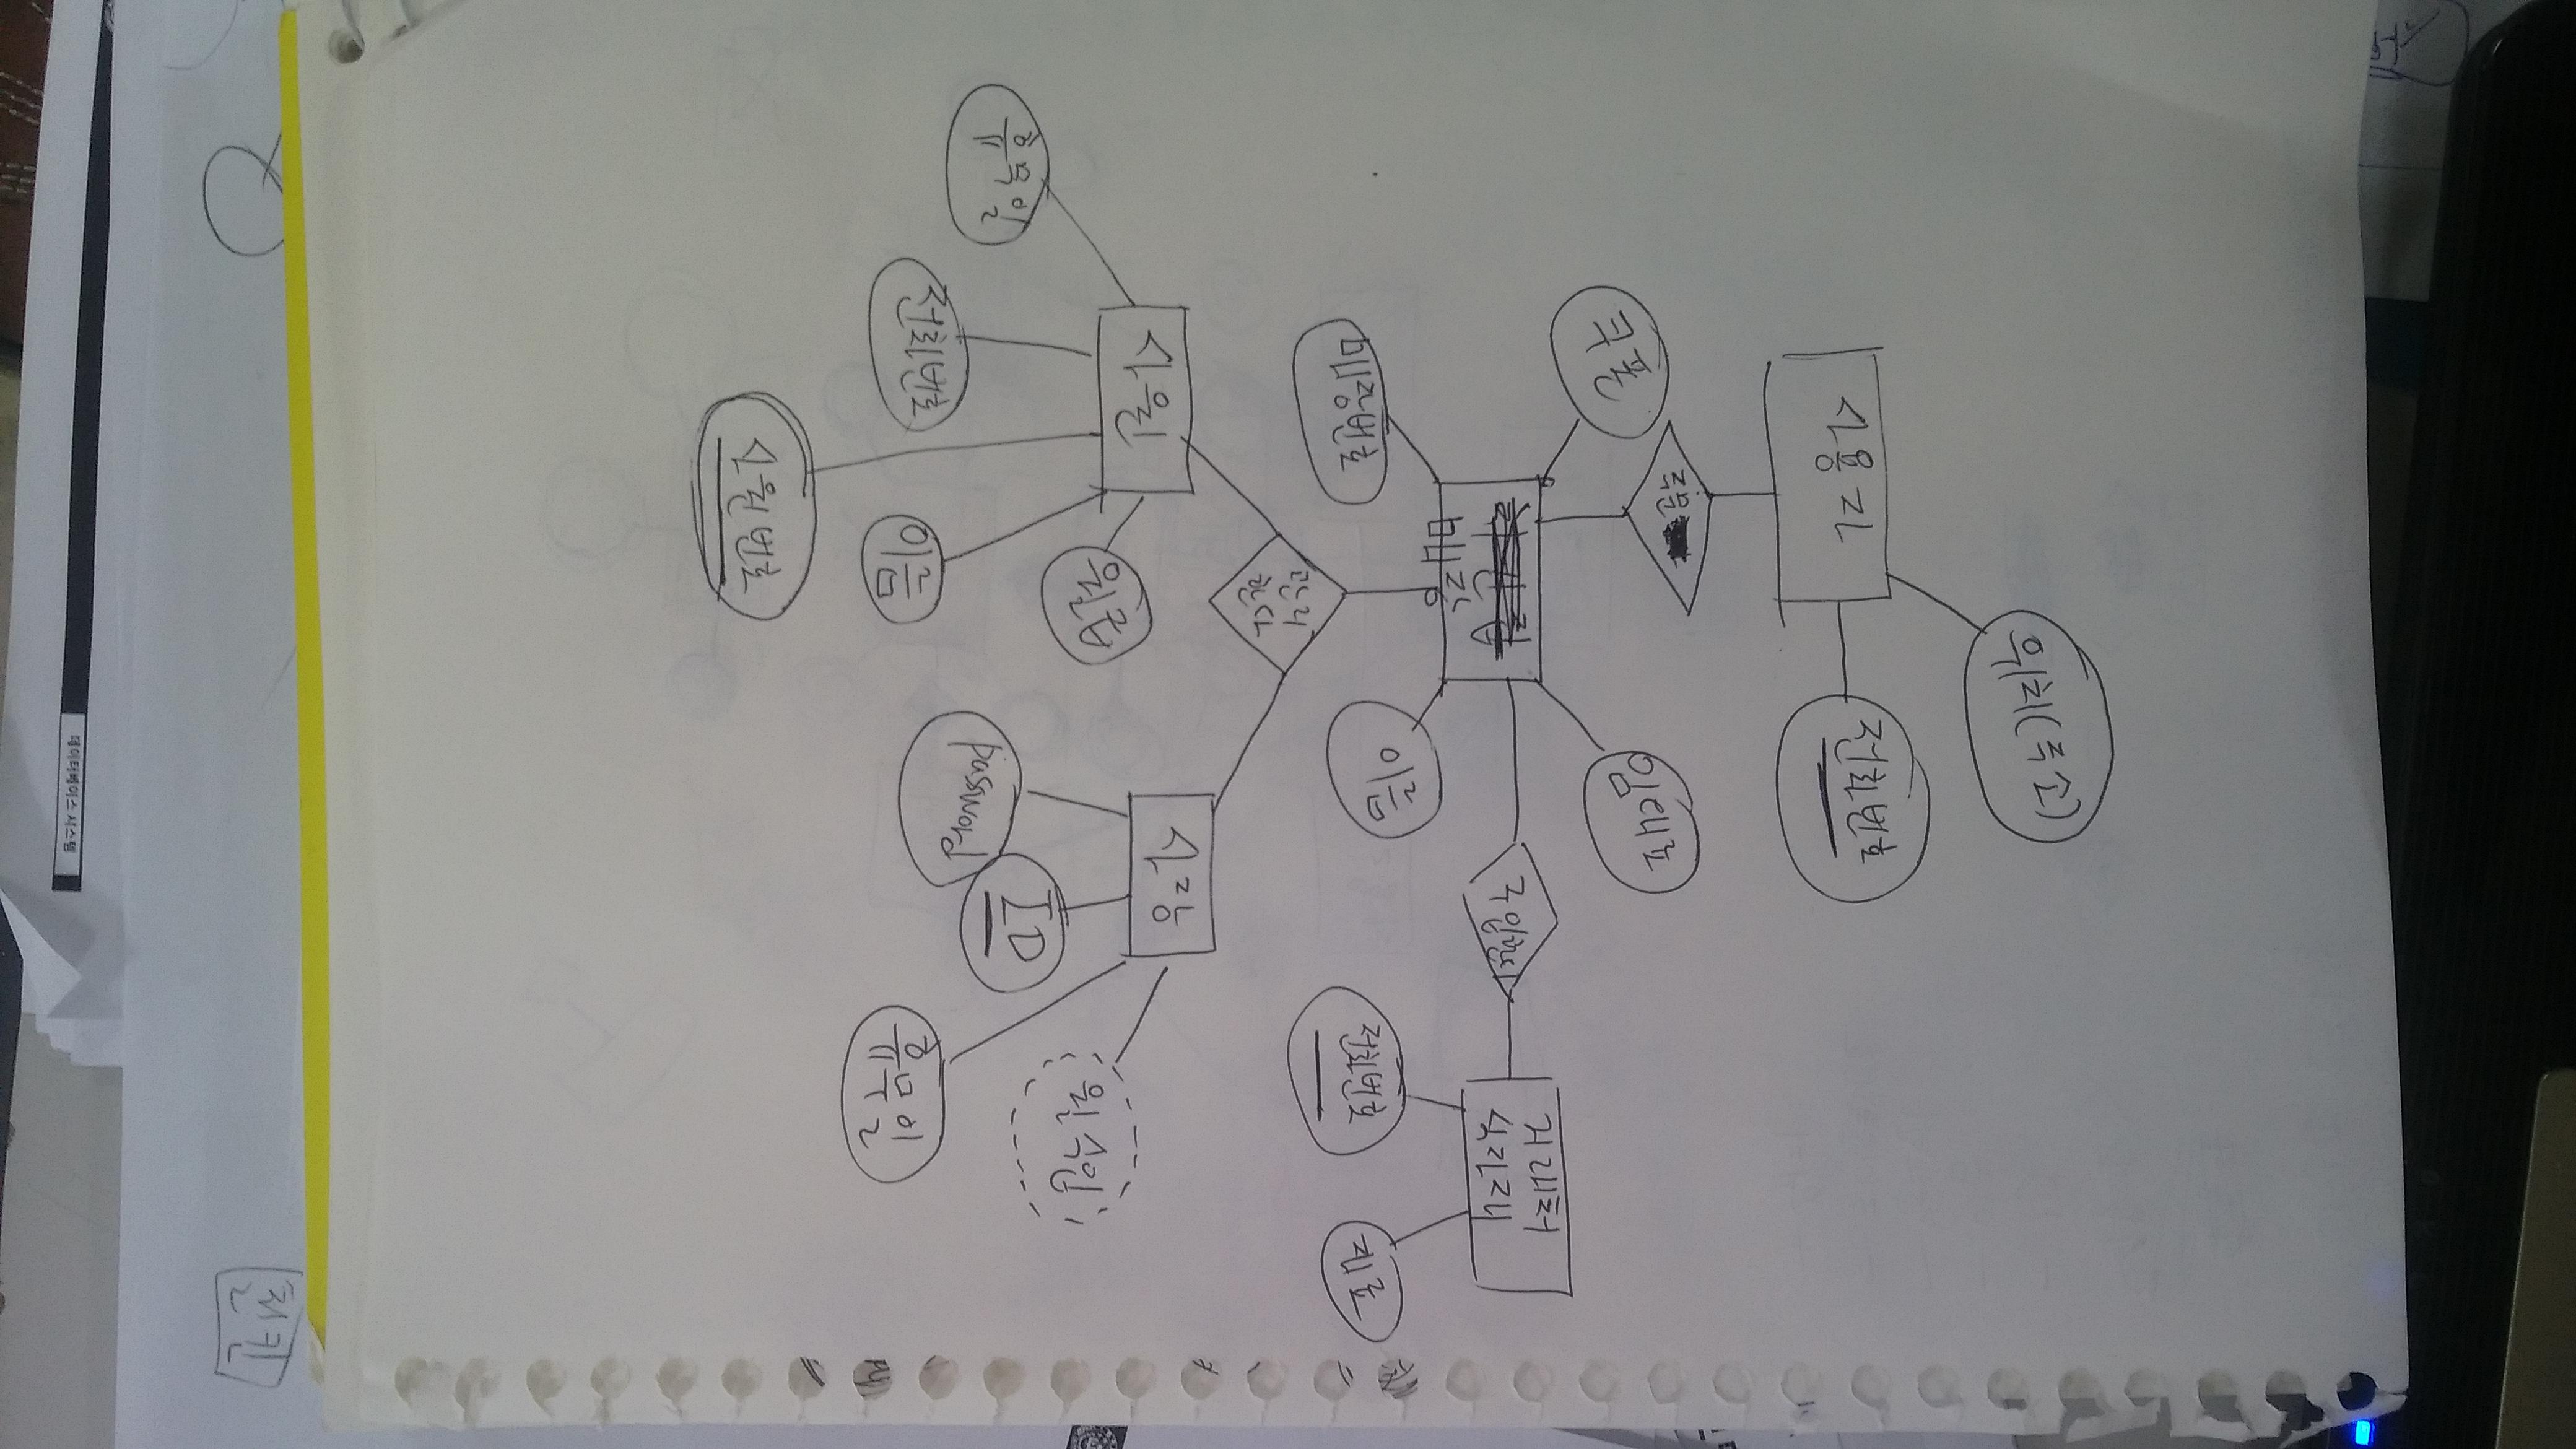 위치(주소)
사용자
전화번호
주문
쿠폰
임대료
매장
구입한다
거래처
식자재
매장번호
이름
전화번호
재료
관리
한다
사원
사장
월급
월수입
휴무일
전화번호
이름
password
ID
휴무일
사원번호
치킨
데이터베이스 시스템